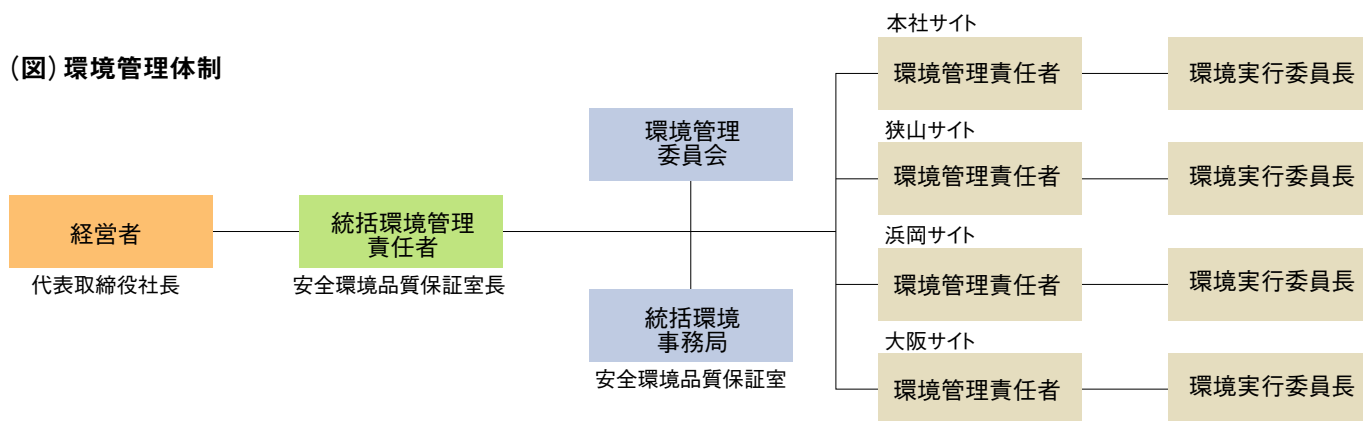 (図)環境管理体制
経営者
代表取締役社長
統括環境管理
責任者
安全環境品質保証室長
環境管理
委員会
統括環境
事務局
安全環境品質保証室
本社サイト
環境管理責任者
環境実行委員長
狭山サイト
環境管理責任者
環境実行委員長
浜岡サイト
環境管理責任者
環境実行委員長
大阪サイト
環境管理責任者
環境実行委員長